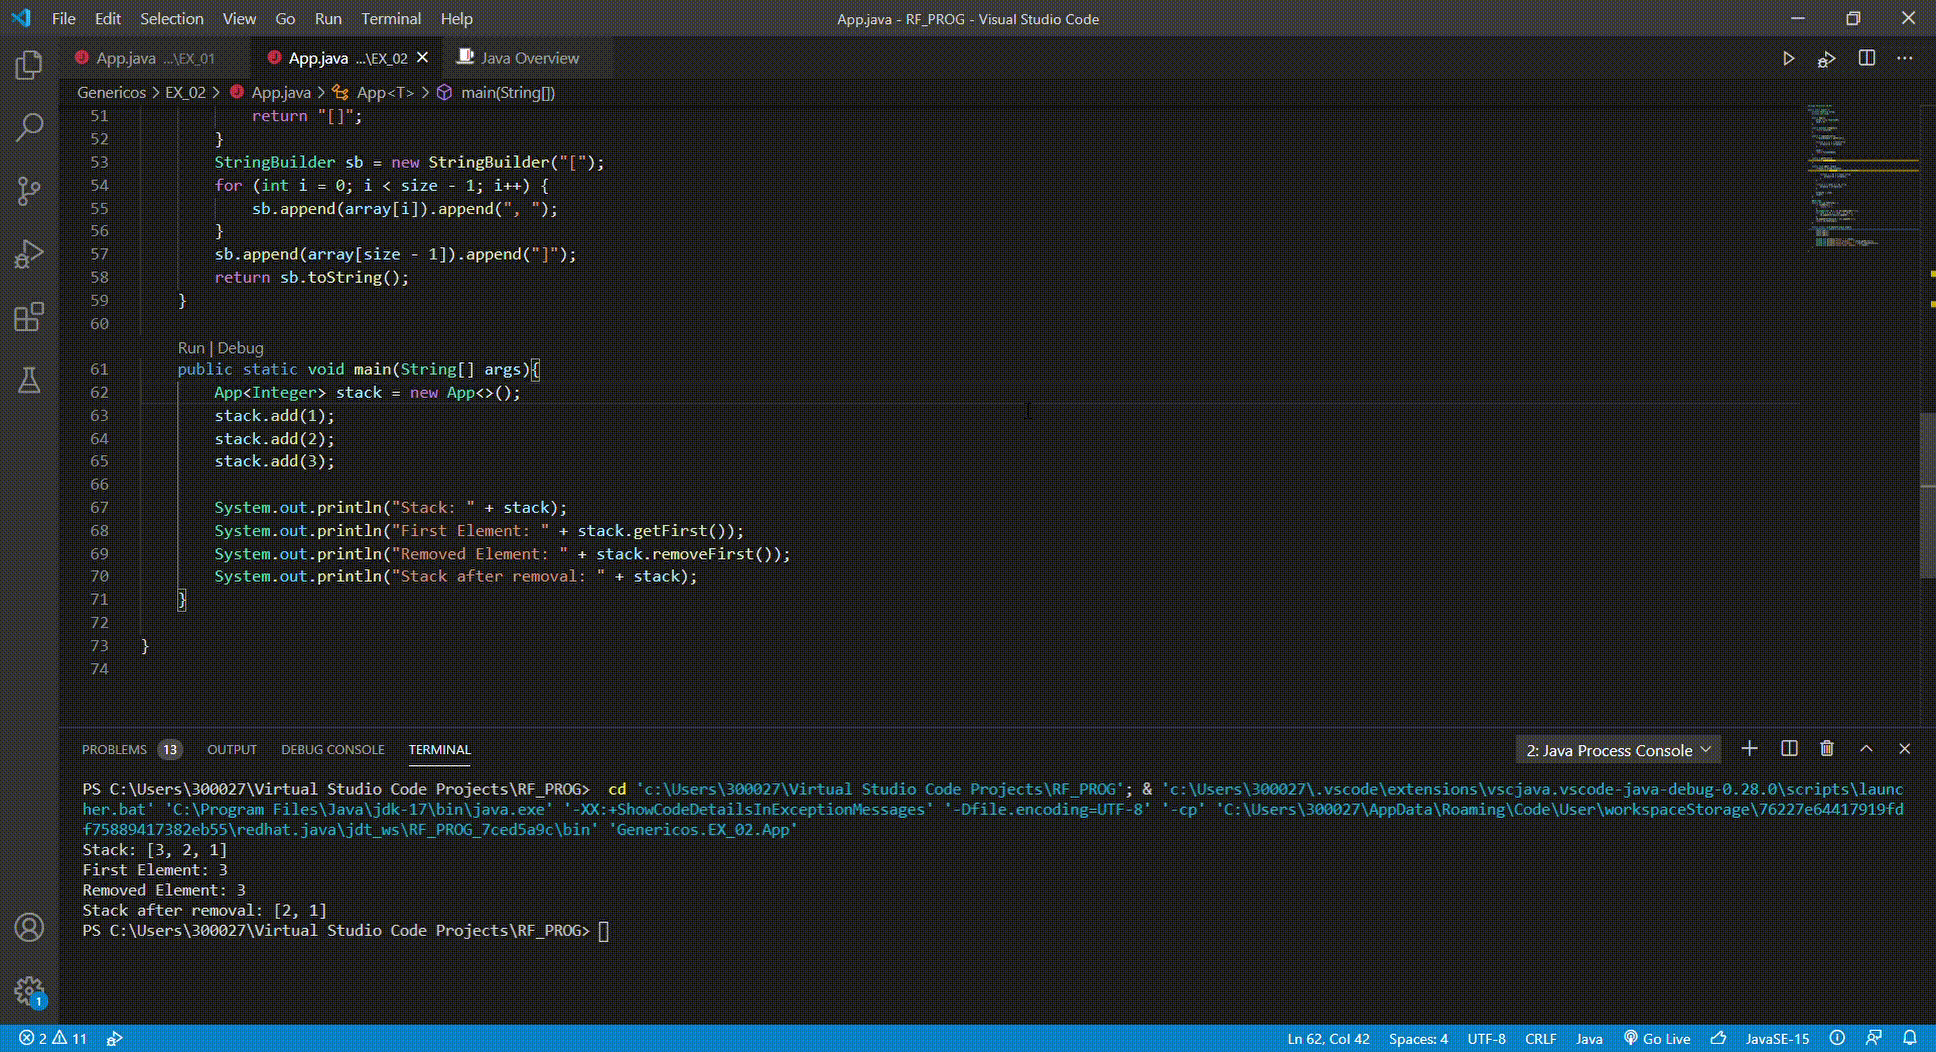 File Edit Selection View Go Run Terminal Help
App.java - RF_PROG - Visual Studio Code
App.java ...\EX_01
App.java ...\EX_02
Java Overview
Genericos > EX_02 > App.java > App<T> > main(String[])
51 return "[]";
52 }
53 StringBuilder sb = new StringBuilder("[");
54 for (int i = 0; i < size - 1; i++) {
55 sb.append(array[i]).append(", ");
56 }
57 sb.append(array[size - 1]).append("]");
58 return sb.toString();
59 }
60
Run | Debug
61 public static void main(String[] args){
62 App<Integer> stack = new App<>();
63 stack.add(1);
64 stack.add(2);
65 stack.add(3);
66
67 System.out.println("Stack: " + stack);
68 System.out.println("First Element: " + stack.getFirst());
69 System.out.println("Removed Element: " + stack.removeFirst());
70 System.out.println("Stack after removal: " + stack);
71 }
72
73 }
74
PROBLEMS 13 OUTPUT DEBUG CONSOLE TERMINAL
2: Java Process Console
PS C:\Users\300027\Virtual Studio Code Projects\RF_PROG> cd 'c:\Users\300027\Virtual Studio Code Projects\RF_PROG'; & 'c:\Users\300027\.vscode\extensions\vscjava.vscode-java-debug-0.28.0\scripts\launc
her.bat' 'C:\Program Files\Java\jdk-17\bin\java.exe' '-XX:+ShowCodeDetailsInExceptionMessages' '-Dfile.encoding=UTF-8' '-cp' 'C:\Users\300027\AppData\Roaming\Code\User\workspaceStorage\76227e64417919fd
f75889417382eb55\redhat.java\jdt_ws\RF_PROG_7ced5a9c\bin' 'Genericos.EX_02.App'
Stack: [3, 2, 1]
First Element: 3
Removed Element: 3
Stack after removal: [2, 1]
PS C:\Users\300027\Virtual Studio Code Projects\RF_PROG>
1
2 11
Ln 62, Col 42 Spaces: 4 UTF-8 CRLF Java Go Live JavaSE-15